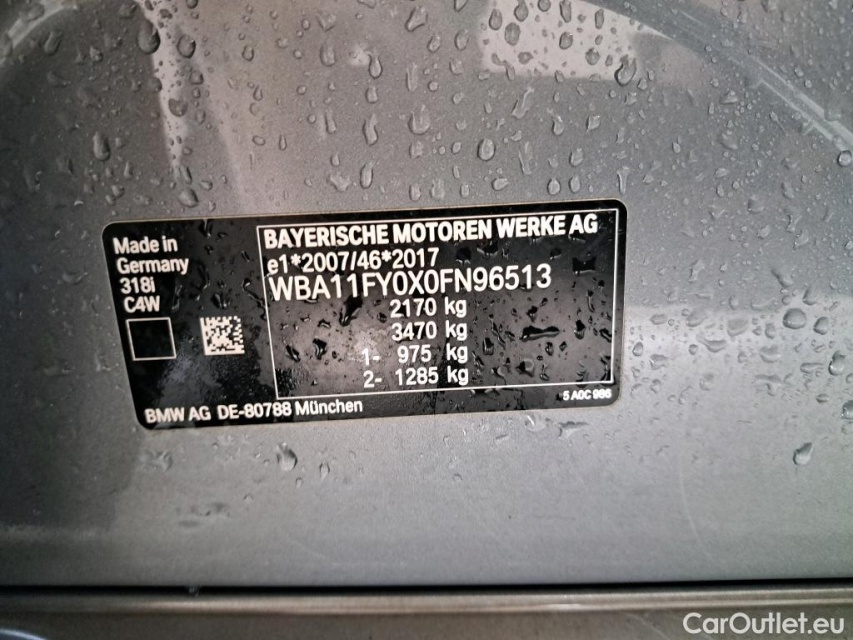 Made in
Germany
318i
C4W
BAYERISCHE MOTOREN WERKE AG
e1*2007/46*2017
WBA11FY0X0FN96513
2170 kg
3470 kg
1- 975 kg
2- 1285 kg
BMW AG DE-80788 München
5 A0C 986
CarOutlet.eu